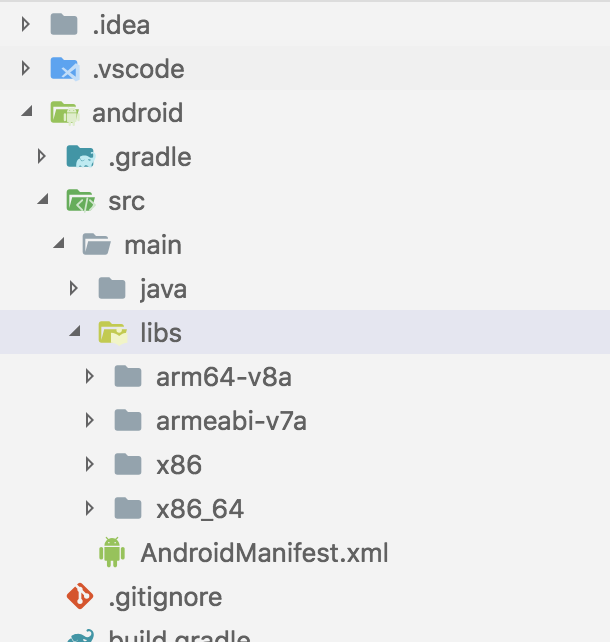 .idea
.vscode
android
.gradle
src
main
java
libs
arm64-v8a
armeabi-v7a
x86
x86_64
AndroidManifest.xml
.gitignore
build.gradle